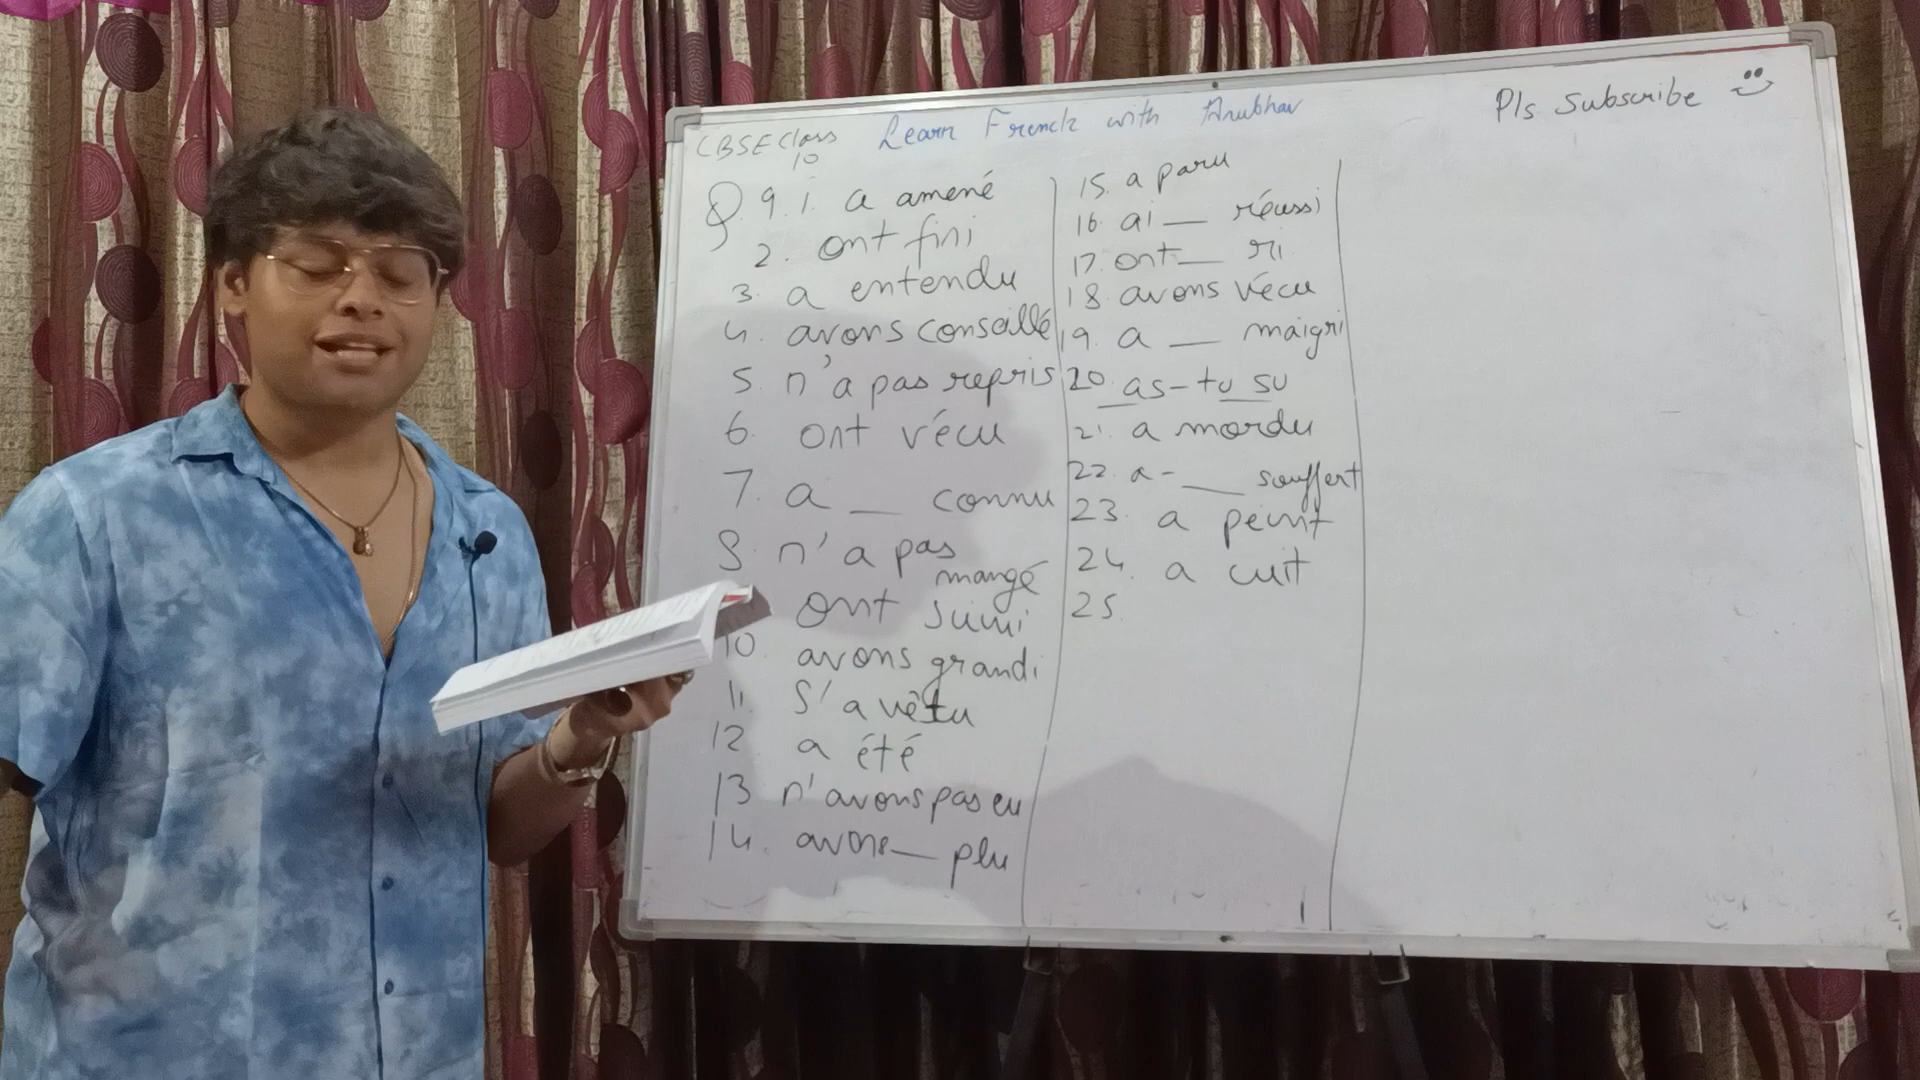 CBSE Class 10
Learn French with Anubhav
Pls Subscribe
Q. 9. 1. a amené
2. ont fini
3. a entendu
4. avons conseillé
5. n'a pas repris
6. ont vécu
7. a __ connu
8 n'a pas mangé
ont suivi
10. avons grandi
11. s'a vêtu
12 a été
13 n'avons pas eu
14. avons __ plu
15. a paru
16. ai __ réussi
17. ont __ ri
18. avons vécu
19. a __ maigri
20. as-tu su
21. a mordu
22. a-__ souffert
23. a peint
24. a cuit
25.